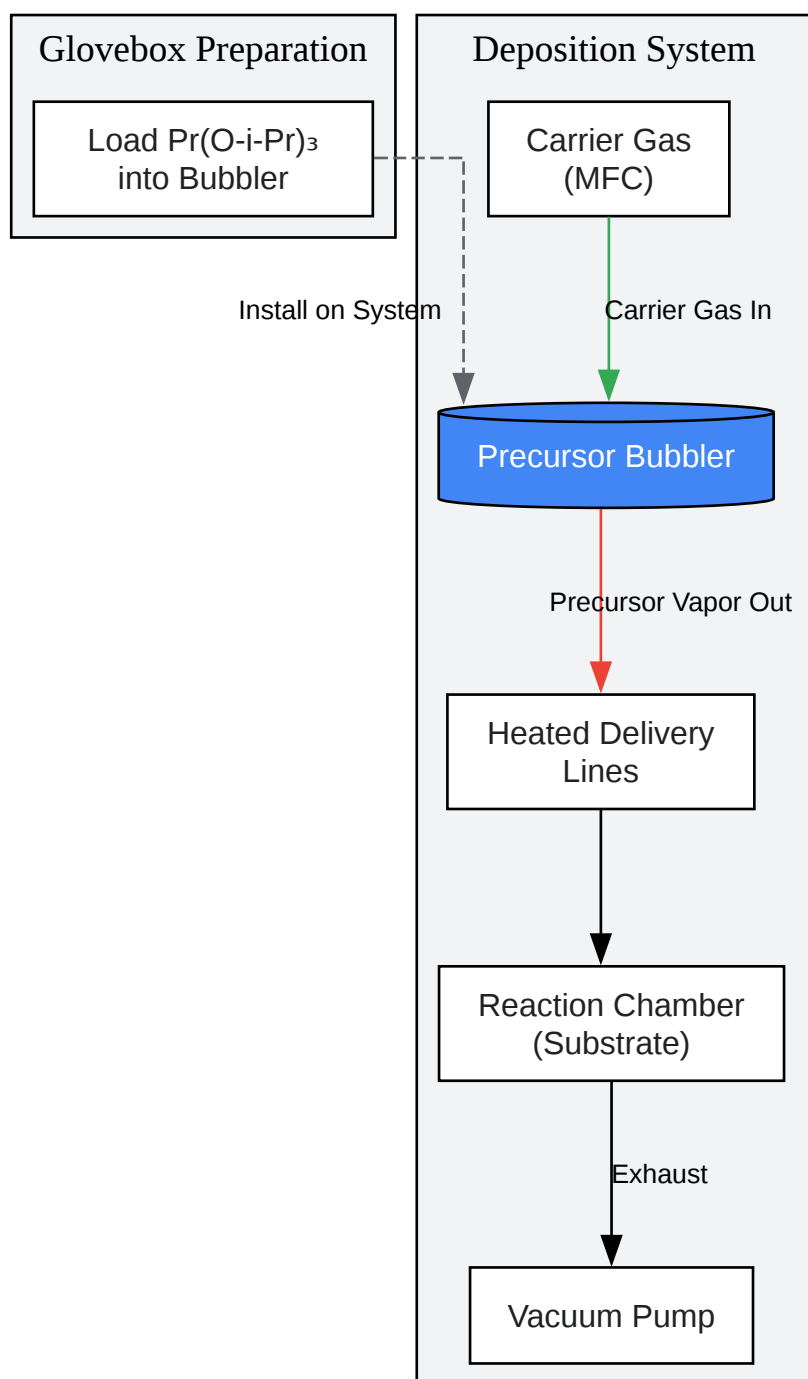 Glovebox Preparation
Load Pr(O-i-Pr)₃
into Bubbler
Deposition System
Carrier Gas
(MFC)
Install on System
Carrier Gas In
Precursor Bubbler
Precursor Vapor Out
Heated Delivery
Lines
Reaction Chamber
(Substrate)
Exhaust
Vacuum Pump